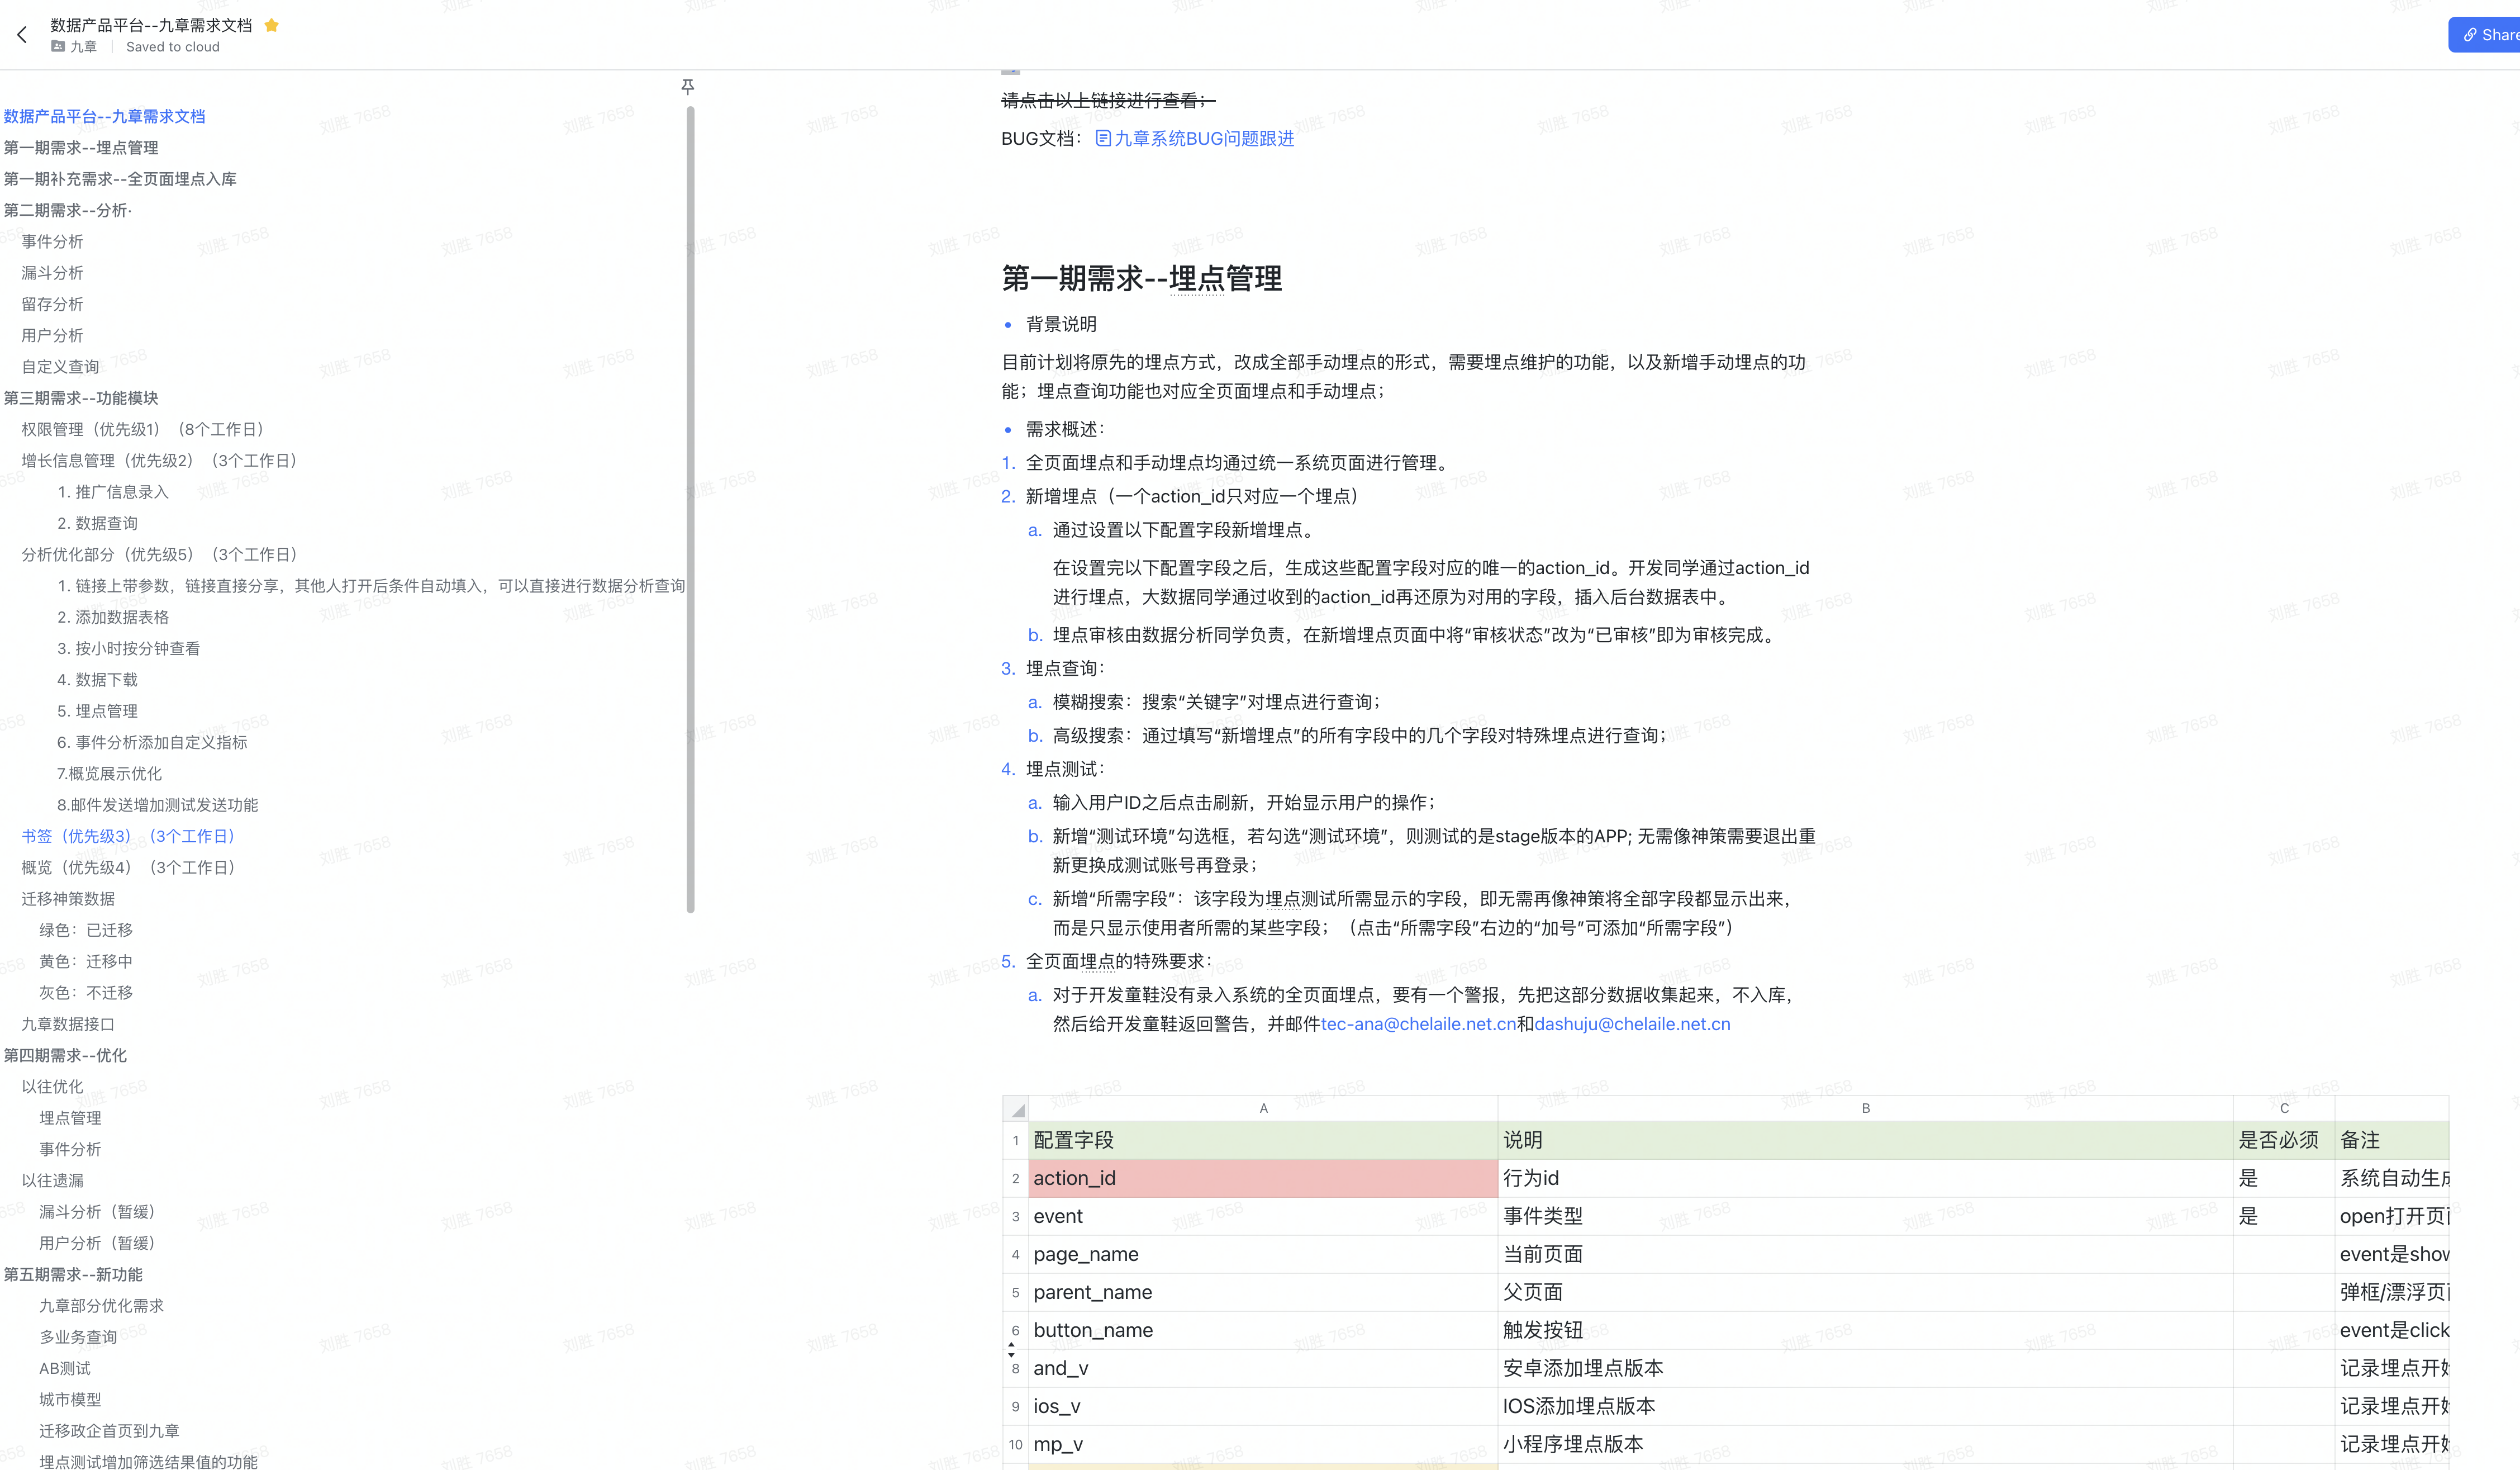 数据产品平台--九章需求文档
九章
Saved to cloud
Share
数据产品平台--九章需求文档
第一期需求--埋点管理
第一期补充需求--全页面埋点入库
第二期需求--分析·
事件分析
漏斗分析
留存分析
用户分析
自定义查询
第三期需求--功能模块
权限管理（优先级1）（8个工作日）
增长信息管理（优先级2）（3个工作日）
1. 推广信息录入
2. 数据查询
分析优化部分（优先级5）（3个工作日）
1. 链接上带参数，链接直接分享，其他人打开后条件自动填入，可以直接进行数据分析查询
2. 添加数据表格
3. 按小时按分钟查看
4. 数据下载
5. 埋点管理
6. 事件分析添加自定义指标
7.概览展示优化
8.邮件发送增加测试发送功能
书签（优先级3）（3个工作日）
概览（优先级4）（3个工作日）
迁移神策数据
绿色：已迁移
黄色：迁移中
灰色：不迁移
九章数据接口
第四期需求--优化
以往优化
埋点管理
事件分析
以往遗漏
漏斗分析（暂缓）
用户分析（暂缓）
第五期需求--新功能
九章部分优化需求
多业务查询
AB测试
城市模型
迁移政企首页到九章
埋点测试增加筛选结果值的功能
请点击以上链接进行查看；
BUG文档： 九章系统BUG问题跟进
第一期需求--埋点管理
• 背景说明
目前计划将原先的埋点方式，改成全部手动埋点的形式，需要埋点维护的功能，以及新增手动埋点的功
能；埋点查询功能也对应全页面埋点和手动埋点；
• 需求概述：
1. 全页面埋点和手动埋点均通过统一系统页面进行管理。
2. 新增埋点（一个action_id只对应一个埋点）
a. 通过设置以下配置字段新增埋点。
在设置完以下配置字段之后，生成这些配置字段对应的唯一的action_id。开发同学通过action_id
进行埋点，大数据同学通过收到的action_id再还原为对用的字段，插入后台数据表中。
b. 埋点审核由数据分析同学负责，在新增埋点页面中将“审核状态”改为“已审核”即为审核完成。
3. 埋点查询：
a. 模糊搜索：搜索“关键字”对埋点进行查询；
b. 高级搜索：通过填写“新增埋点”的所有字段中的几个字段对特殊埋点进行查询；
4. 埋点测试：
a. 输入用户ID之后点击刷新，开始显示用户的操作；
b. 新增“测试环境”勾选框，若勾选“测试环境”，则测试的是stage版本的APP; 无需像神策需要退出重
新更换成测试账号再登录；
c. 新增“所需字段”：该字段为埋点测试所需显示的字段，即无需再像神策将全部字段都显示出来，
而是只显示使用者所需的某些字段；（点击“所需字段”右边的“加号”可添加“所需字段”）
5. 全页面埋点的特殊要求：
a. 对于开发童鞋没有录入系统的全页面埋点，要有一个警报，先把这部分数据收集起来，不入库，
然后给开发童鞋返回警告，并邮件tec-ana@chelaile.net.cn和dashuju@chelaile.net.cn
A B C
1 配置字段 说明 是否必须 备注
2 action_id 行为id 是 系统自动生成
3 event 事件类型 是 open打开页面
4 page_name 当前页面 event是show
5 parent_name 父页面 弹框/漂浮页面
6 button_name 触发按钮 event是click
8 and_v 安卓添加埋点版本 记录埋点开始
9 ios_v IOS添加埋点版本 记录埋点开始
10 mp_v 小程序埋点版本 记录埋点开始
刘胜 7658